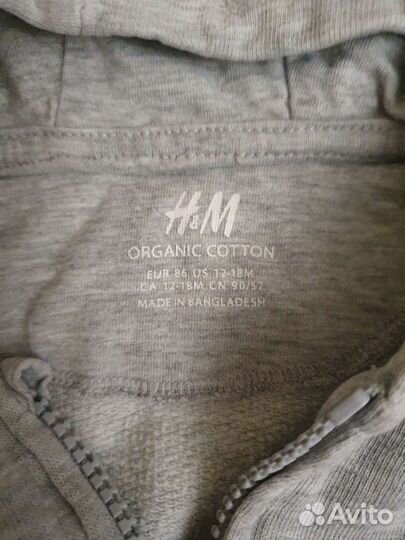 H&M
ORGANIC COTTON
EUR 86 US 12-18M
CA 12-18M CN 90/52
MADE IN BANGLADESH
Avito